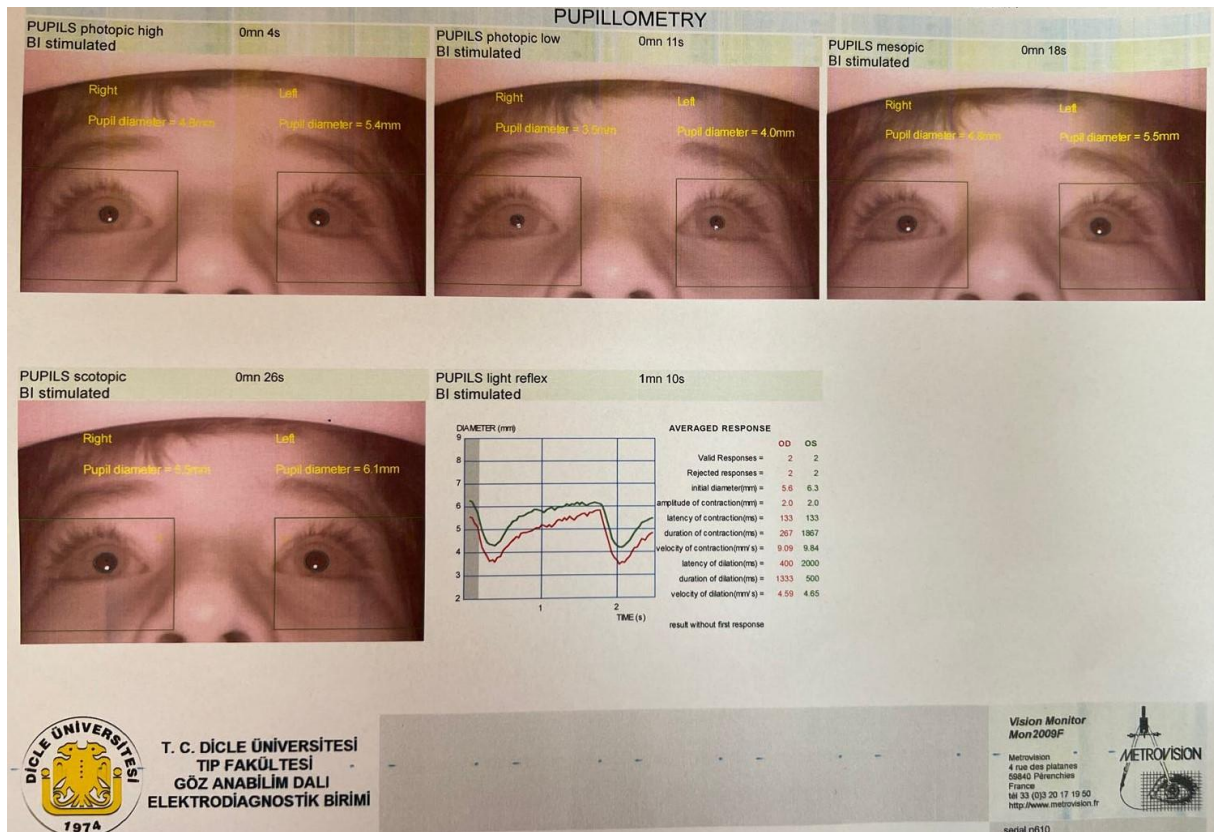 PUPILLOMETRY
PUPILS photopic high 0mn 4s
BI stimulated
Right Left
Pupil diameter = 4.8mm Pupil diameter = 5.4mm
PUPILS photopic low 0mn 11s
BI stimulated
Right Left
Pupil diameter = 3.5mm Pupil diameter = 4.0mm
PUPILS mesopic 0mn 18s
BI stimulated
Right Left
Pupil diameter = Pupil diameter = 5.5mm
PUPILS scotopic 0mn 26s
BI stimulated
Right Left
Pupil diameter = Pupil diameter = 6.1mm
PUPILS light reflex 1mn 10s
BI stimulated
DIAMETER (mm)
9
8
7
6
5
4
3
2
1 2
TIME (s)
AVERAGED RESPONSE
OD OS
Valid Responses = 2 2
Rejected responses = 2 2
initial diameter(mm) = 5.6 6.3
amplitude of contraction(mm) = 2.0 2.0
latency of contraction(ms) = 133 133
duration of contraction(ms) = 267 1867
velocity of contraction(mm/s) = 9.09 9.84
latency of dilation(ms) = 400 2000
duration of dilation(ms) = 1333 500
velocity of dilation(mm/s) = 4.59 4.65
result without first response
DİCLE ÜNİVERSİTESİ
1974
T. C. DİCLE ÜNİVERSİTESİ
TIP FAKÜLTESİ
GÖZ ANABİLİM DALI
ELEKTRODİAGNOSTİK BİRİMİ
Vision Monitor
Mon2009F
Metrovision
4 rue des platanes
59840 Pérenchies
France
tél 33 (0)3 20 17 19 50
http://www.metrovision.fr
METROVISION
serial n610